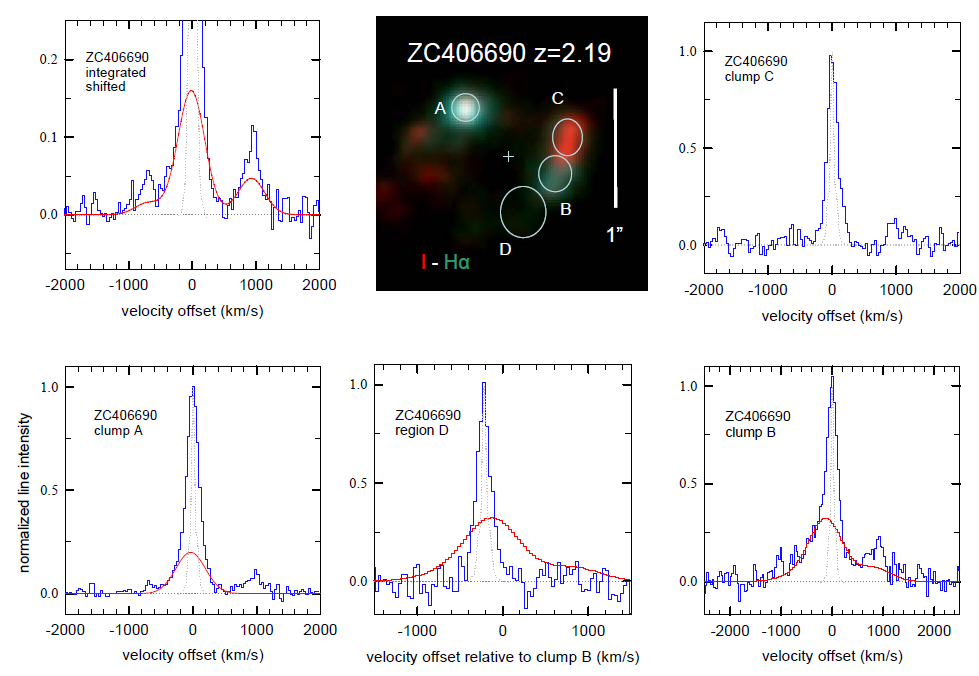 ZC406690
integrated
shifted
0.2
0.1
0.0
-2000 -1000 0 1000 2000
velocity offset (km/s)
ZC406690 z=2.19
A
C
B
D
1”
I - Hα
ZC406690
clump C
1.0
0.5
0.0
-2000 -1000 0 1000 2000
velocity offset (km/s)
normalized line intensity
ZC406690
clump A
1.0
0.5
0.0
-2000 -1000 0 1000 2000
velocity offset (km/s)
ZC406690
region D
1.0
0.5
0.0
-1000 0 1000
velocity offset relative to clump B (km/s)
ZC406690
clump B
1.0
0.5
0.0
-2000 -1000 0 1000 2000
velocity offset (km/s)